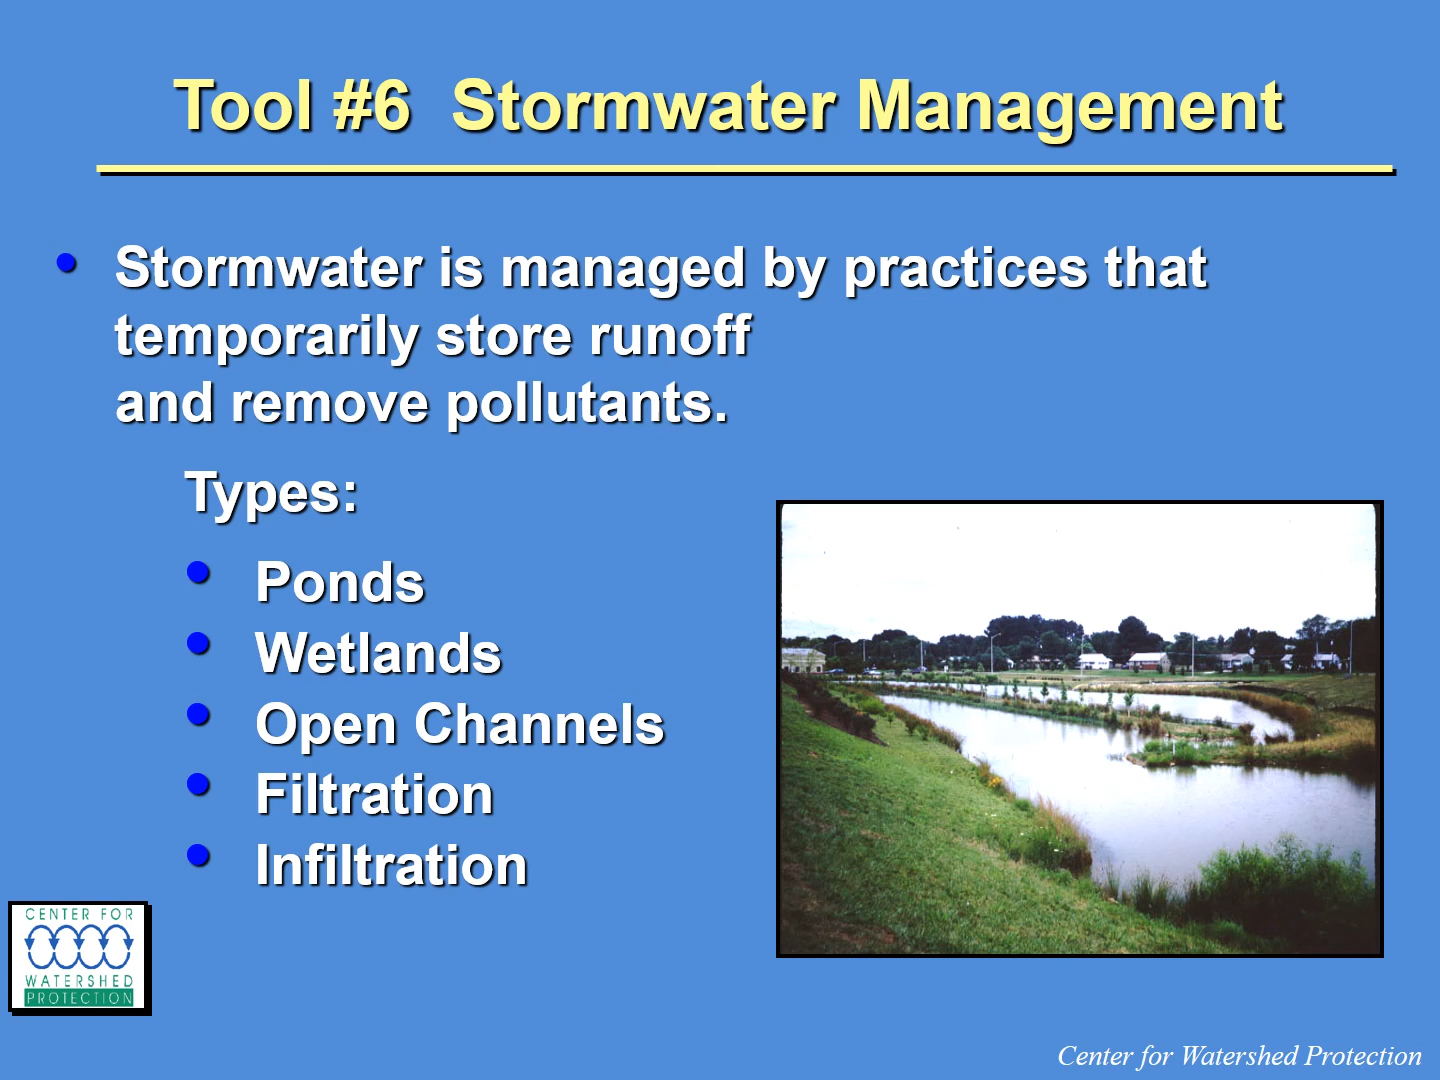 Tool #6 Stormwater Management
• Stormwater is managed by practices that
temporarily store runoff
and remove pollutants.
Types:
• Ponds
• Wetlands
• Open Channels
• Filtration
• Infiltration
CENTER FOR
WATERSHED
PROTECTION
Center for Watershed Protection